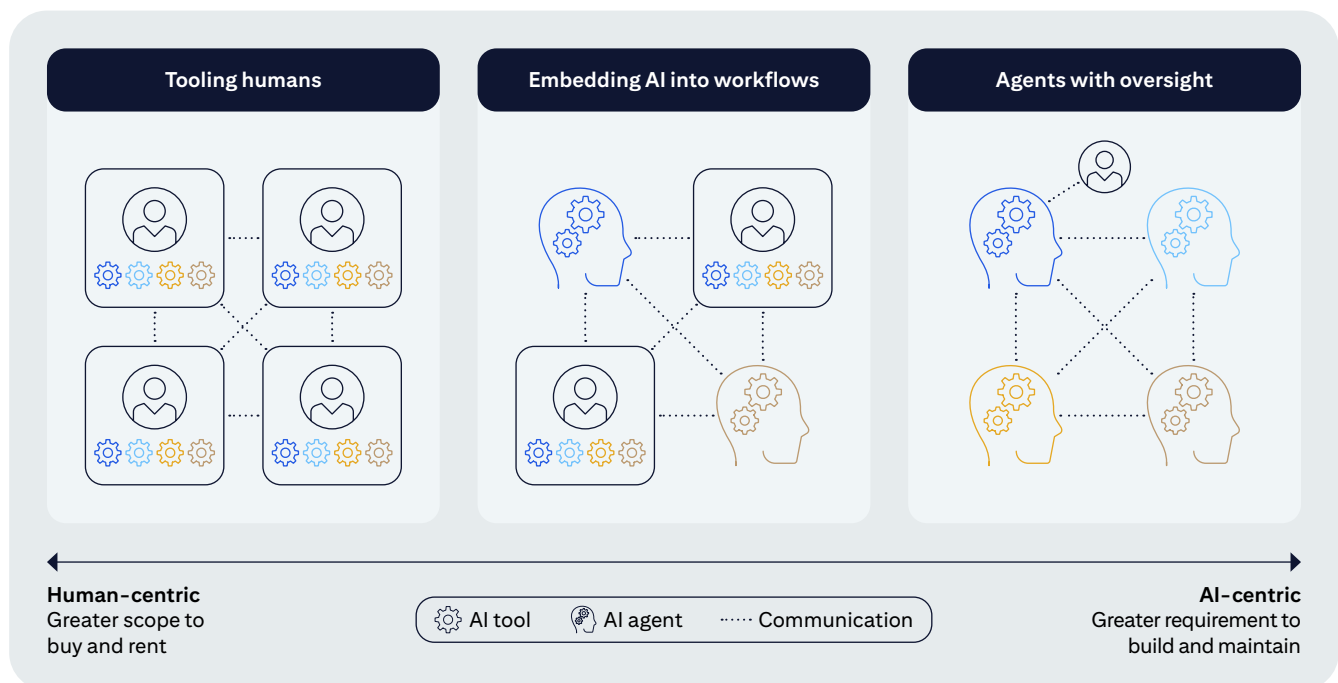 Tooling humans
Embedding AI into workflows
Agents with oversight
Human-centric
Greater scope to
buy and rent
AI tool
AI agent
Communication
AI-centric
Greater requirement to
build and maintain